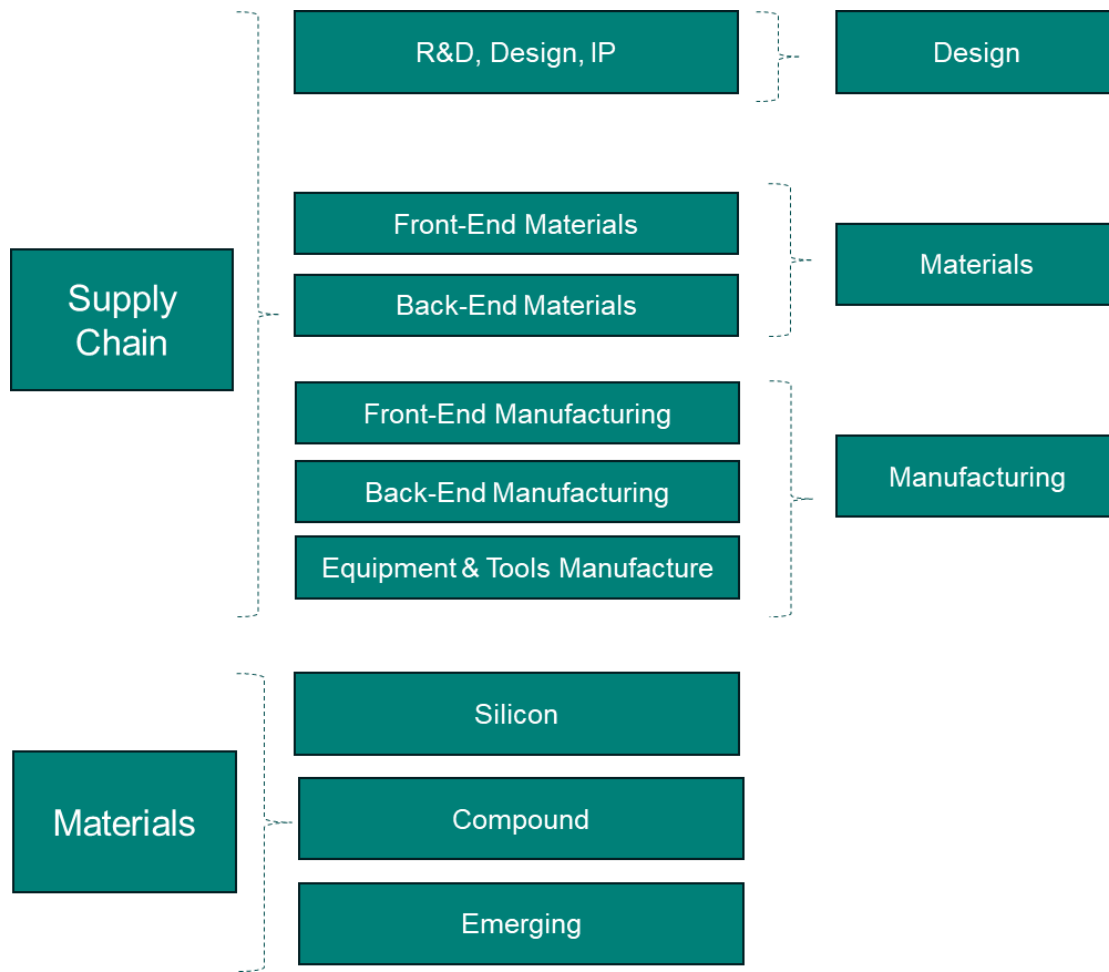 R&D, Design, IP
Design
Front-End Materials
Back-End Materials
Materials
Supply
Chain
Front-End Manufacturing
Back-End Manufacturing
Equipment & Tools Manufacture
Manufacturing
Materials
Silicon
Compound
Emerging